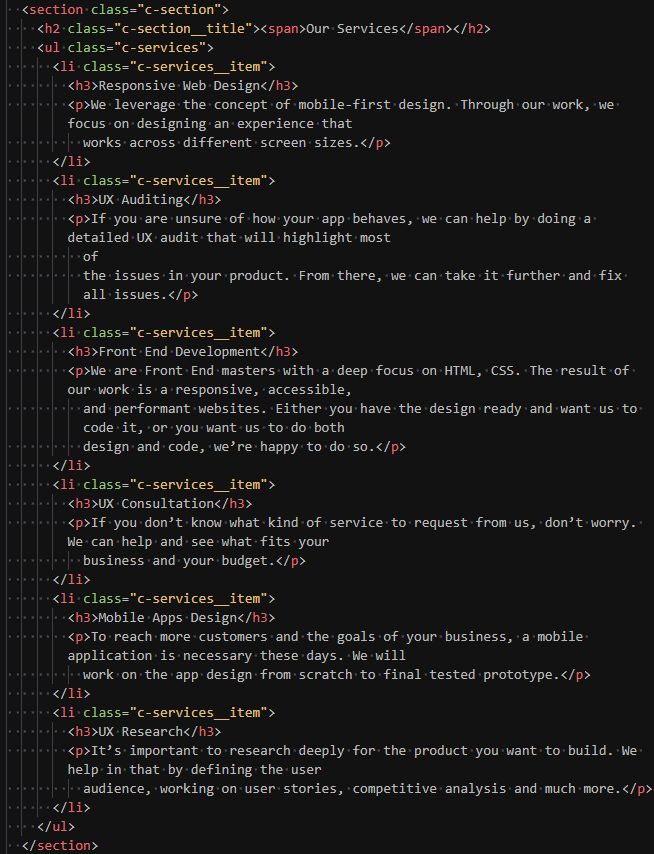 <section class="c-section">
<h2 class="c-section__title"><span>Our Services</span></h2>
<ul class="c-services">
<li class="c-services__item">
<h3>Responsive Web Design</h3>
<p>We leverage the concept of mobile-first design. Through our work, we
focus on designing an experience that
works across different screen sizes.</p>
</li>
<li class="c-services__item">
<h3>UX Auditing</h3>
<p>If you are unsure of how your app behaves, we can help by doing a
detailed UX audit that will highlight most
of
the issues in your product. From there, we can take it further and fix
all issues.</p>
</li>
<li class="c-services__item">
<h3>Front End Development</h3>
<p>We are Front End masters with a deep focus on HTML, CSS. The result of
our work is a responsive, accessible,
and performant websites. Either you have the design ready and want us to
code it, or you want us to do both
design and code, we’re happy to do so.</p>
</li>
<li class="c-services__item">
<h3>UX Consultation</h3>
<p>If you don’t know what kind of service to request from us, don’t worry.
We can help and see what fits your
business and your budget.</p>
</li>
<li class="c-services__item">
<h3>Mobile Apps Design</h3>
<p>To reach more customers and the goals of your business, a mobile
application is necessary these days. We will
work on the app design from scratch to final tested prototype.</p>
</li>
<li class="c-services__item">
<h3>UX Research</h3>
<p>It’s important to research deeply for the product you want to build. We
help in that by defining the user
audience, working on user stories, competitive analysis and much more.</p>
</li>
</ul>
</section>